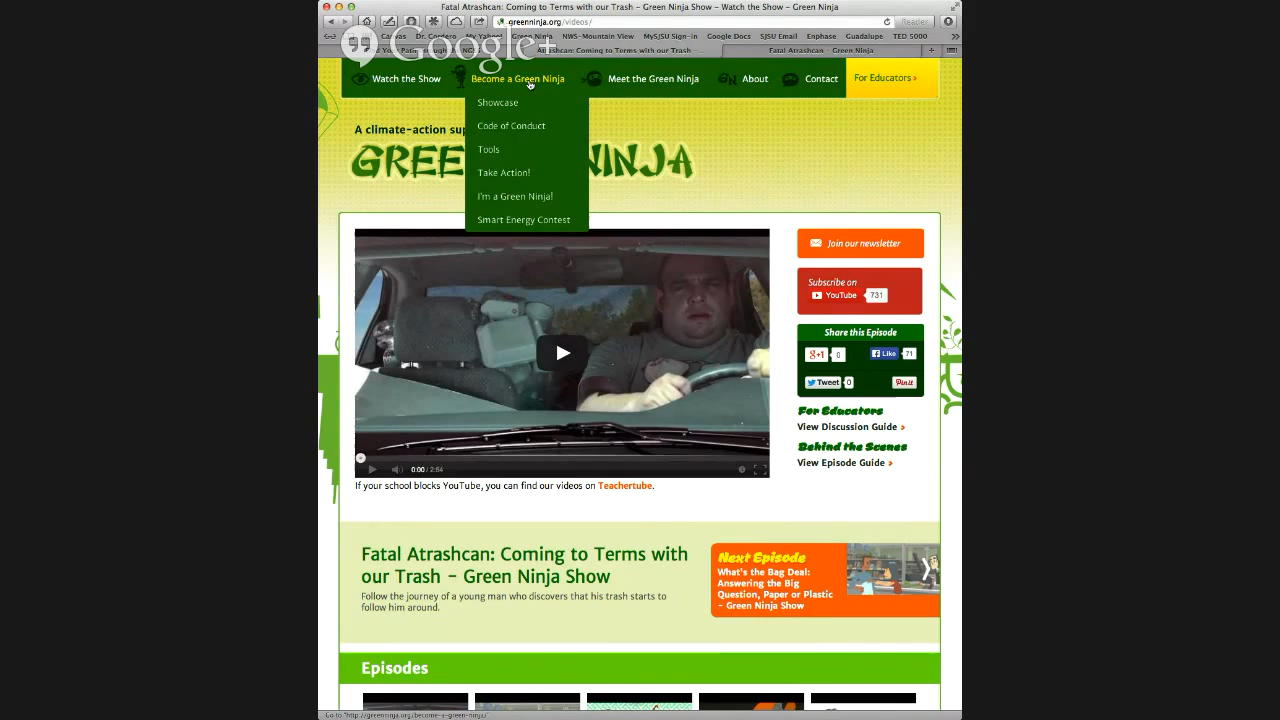 Fatal Atrashcan: Coming to Terms with our Trash - Green Ninja Show - Watch the Show - Green Ninja
greenninja.org/videos/
Reader
Canvas Dr. Cordero My Yahoo! Green Ninja NWS-Mountain View MySJSU Sign-in Google Docs SJSU Email Enphase Guadalupe TED 5000
Atrashcan: Coming to Terms with our Trash -... Fatal Atrashcan - Green Ninja
Google+
Watch the Show Become a Green Ninja Meet the Green Ninja About Contact For Educators
Showcase
Code of Conduct
Tools
Take Action!
I'm a Green Ninja!
Smart Energy Contest
A climate-action sup
GREE NINJA
Join our newsletter
Subscribe on
YouTube 731
Share this Episode
g+1 0 Like 71
Tweet 0 Pin it
For Educators
View Discussion Guide
Behind the Scenes
View Episode Guide
0:00 / 2:54
If your school blocks YouTube, you can find our videos on Teachertube.
Fatal Atrashcan: Coming to Terms with
our Trash - Green Ninja Show
Follow the journey of a young man who discovers that his trash starts to
follow him around.
Next Episode
What's the Bag Deal:
Answering the Big
Question, Paper or Plastic
- Green Ninja Show
Episodes
Go to "http://greenninja.org/become-a-green-ninja/"